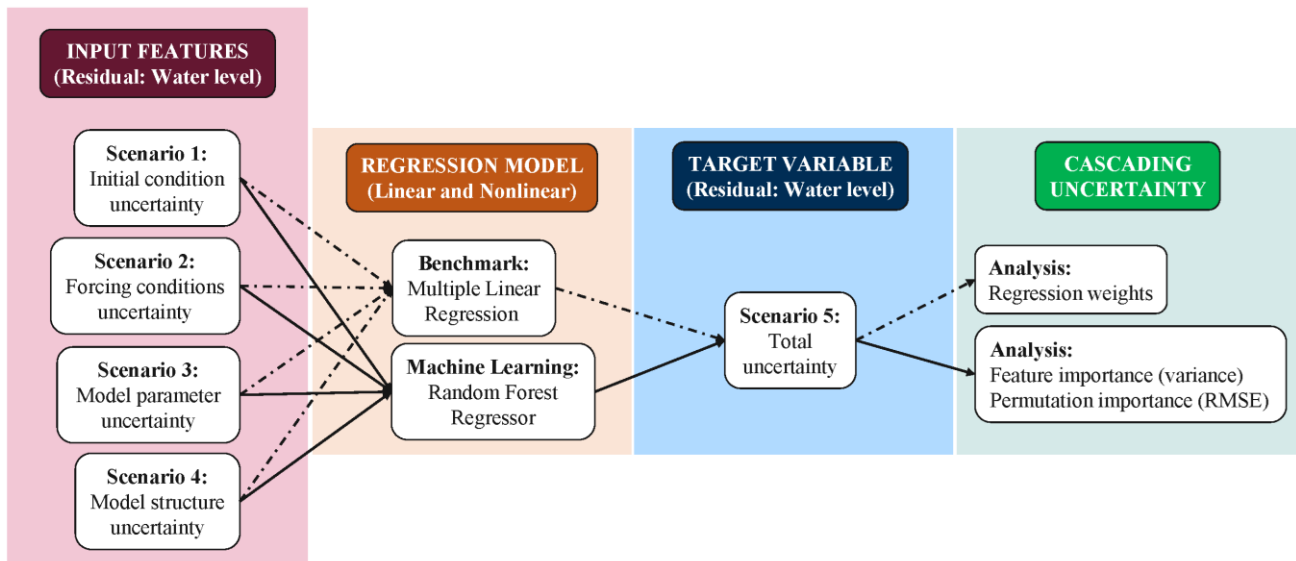 INPUT FEATURES
(Residual: Water level)
Scenario 1:
Initial condition
uncertainty
Scenario 2:
Forcing conditions
uncertainty
Scenario 3:
Model parameter
uncertainty
Scenario 4:
Model structure
uncertainty
REGRESSION MODEL
(Linear and Nonlinear)
Benchmark:
Multiple Linear
Regression
Machine Learning:
Random Forest
Regressor
TARGET VARIABLE
(Residual: Water level)
Scenario 5:
Total
uncertainty
CASCADING
UNCERTAINTY
Analysis:
Regression weights
Analysis:
Feature importance (variance)
Permutation importance (RMSE)